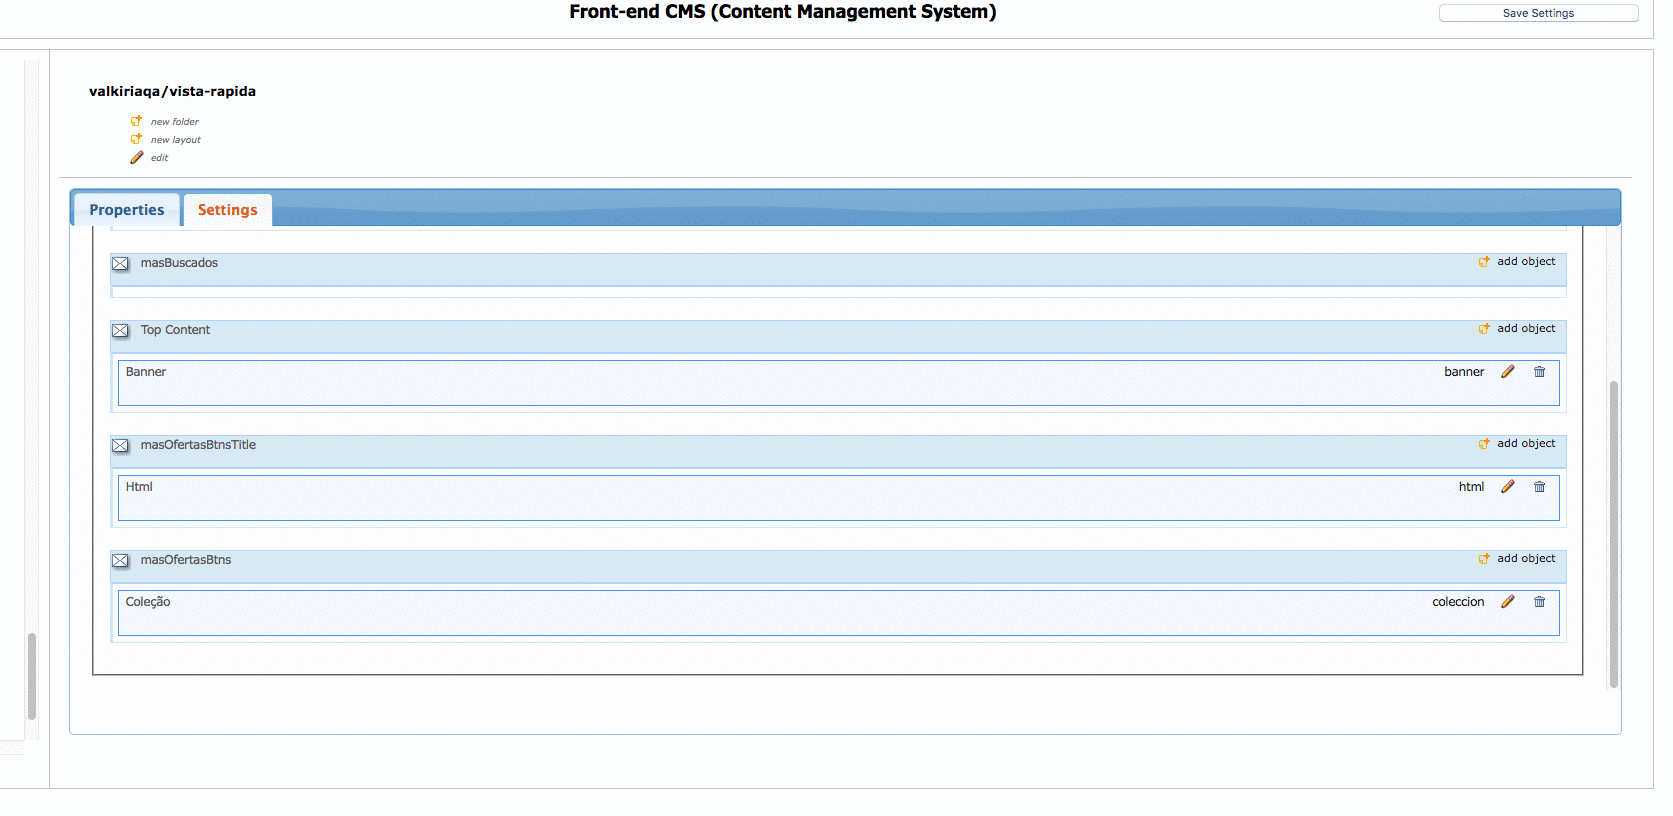 Front-end CMS (Content Management System)
Save Settings
valkiriaqa/vista-rapida
new folder
new layout
edit
Properties
Settings
masBuscados
add object
Top Content
add object
Banner
banner
masOfertasBtnsTitle
add object
Html
html
masOfertasBtns
add object
Coleção
coleccion